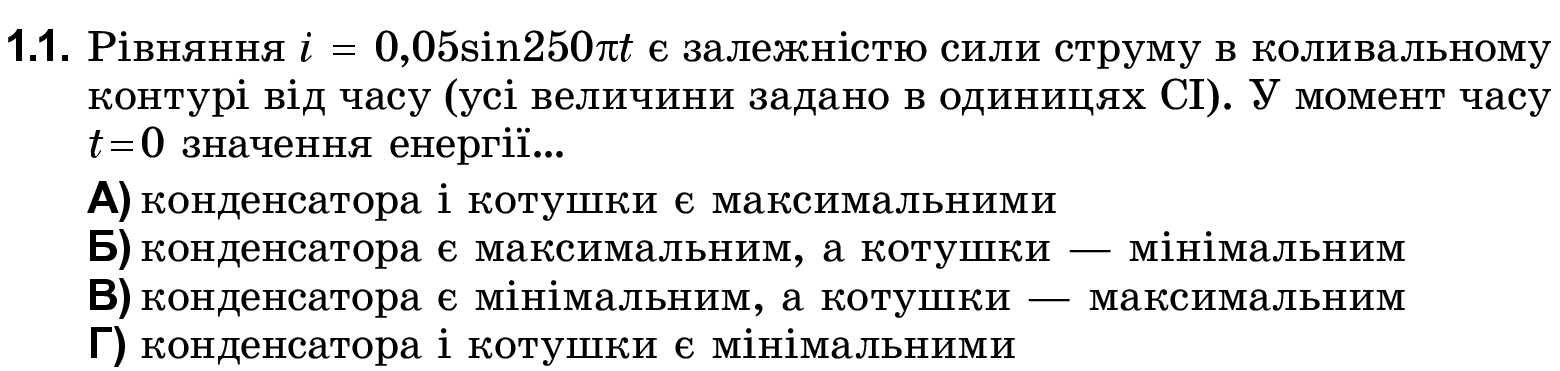 1.1. Рівняння i = 0,05sin250πt є залежністю сили струму в коливальному
контурі від часу (усі величини задано в одиницях СІ). У момент часу
t=0 значення енергії...
А) конденсатора і котушки є максимальними
Б) конденсатора є максимальним, а котушки — мінімальним
В) конденсатора є мінімальним, а котушки — максимальним
Г) конденсатора і котушки є мінімальними